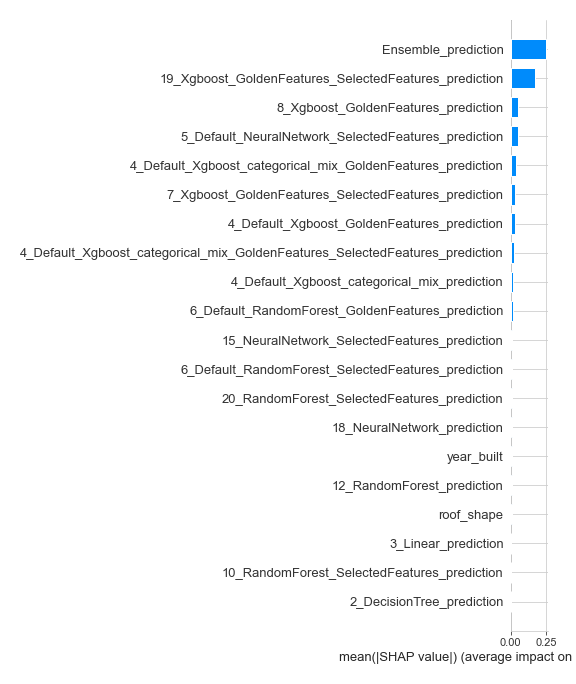 Ensemble_prediction
19_Xgboost_GoldenFeatures_SelectedFeatures_prediction
8_Xgboost_GoldenFeatures_prediction
5_Default_NeuralNetwork_SelectedFeatures_prediction
4_Default_Xgboost_categorical_mix_GoldenFeatures_prediction
7_Xgboost_GoldenFeatures_SelectedFeatures_prediction
4_Default_Xgboost_GoldenFeatures_prediction
4_Default_Xgboost_categorical_mix_GoldenFeatures_SelectedFeatures_prediction
4_Default_Xgboost_categorical_mix_prediction
6_Default_RandomForest_GoldenFeatures_prediction
15_NeuralNetwork_SelectedFeatures_prediction
6_Default_RandomForest_SelectedFeatures_prediction
20_RandomForest_SelectedFeatures_prediction
18_NeuralNetwork_prediction
year_built
12_RandomForest_prediction
roof_shape
3_Linear_prediction
10_RandomForest_SelectedFeatures_prediction
2_DecisionTree_prediction
0.00 0.25
mean(|SHAP value|) (average impact on